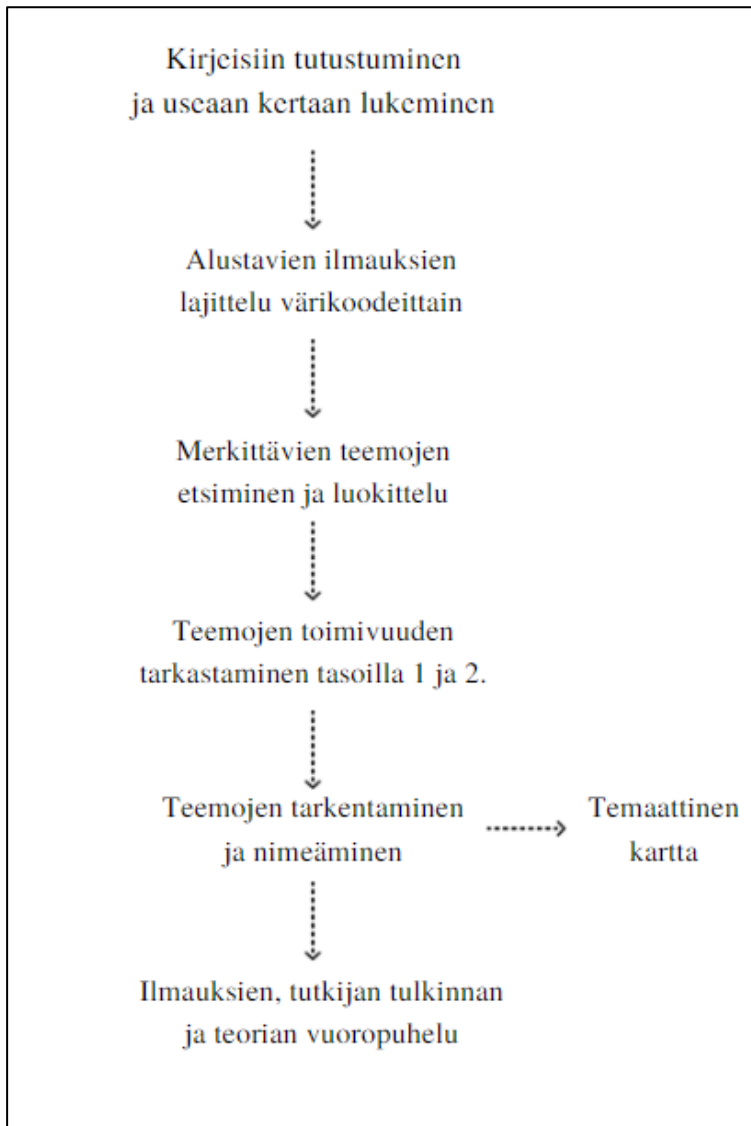 Kirjeisiin tutustuminen
ja useaan kertaan lukeminen
Alustavien ilmauksien
lajittelu värikoodeittain
Merkittävien teemojen
etsiminen ja luokittelu
Teemojen toimivuuden
tarkastaminen tasoilla 1 ja 2.
Teemojen tarkentaminen
ja nimeäminen
Temaattinen
kartta
Ilmauksien, tutkijan tulkinnan
ja teorian vuoropuhelu